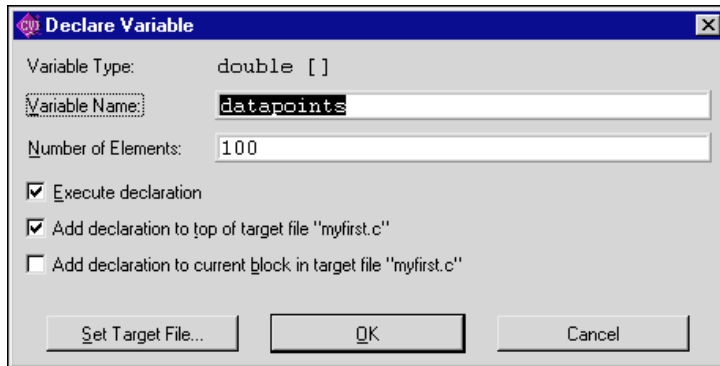 CVI Declare Variable
Variable Type: double []
Variable Name: datapoints
Number of Elements: 100
Execute declaration
Add declaration to top of target file "myfirst.c"
Add declaration to current block in target file "myfirst.c"
Set Target File... OK Cancel